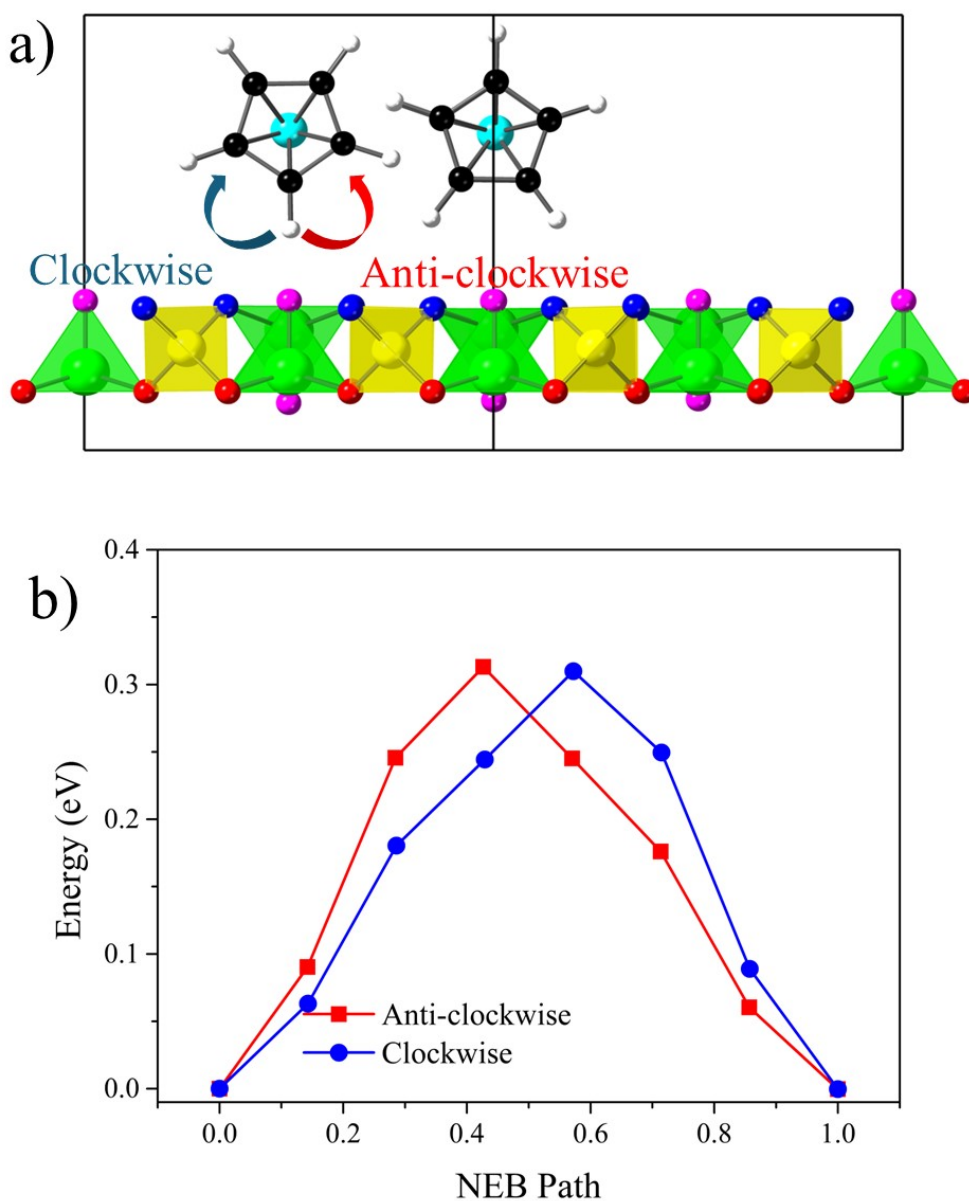 a)
Clockwise
Anti-clockwise
b)
0.4
0.3
0.2
0.1
0.0
Energy (eV)
Anti-clockwise
Clockwise
0.0 0.2 0.4 0.6 0.8 1.0
NEB Path